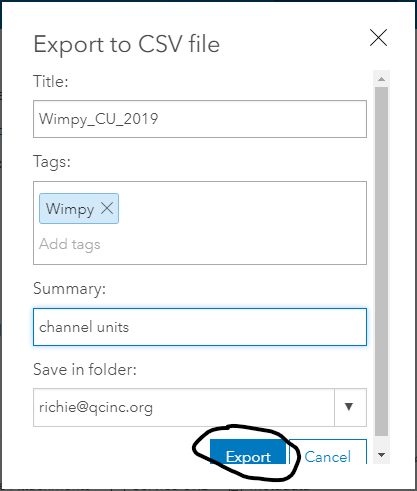 Export to CSV file
Title:
Wimpy_CU_2019
Tags:
Wimpy
Add tags
Summary:
channel units
Save in folder:
richie@qcinc.org
Export Cancel